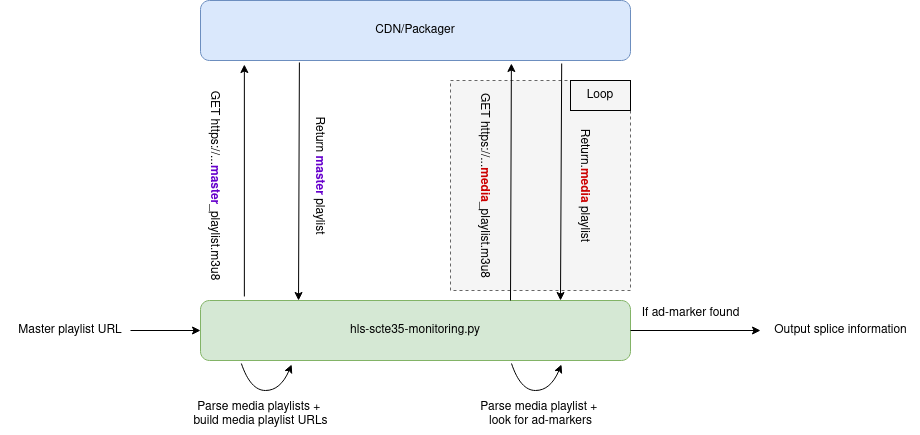 CDN/Packager
GET https://...master_playlist.m3u8
Return master playlist
GET https://...media_playlist.m3u8
Loop
Return.media playlist
Master playlist URL
hls-scte35-monitoring.py
If ad-marker found
Output splice information
Parse media playlists +
build media playlist URLs
Parse media playlist +
look for ad-markers